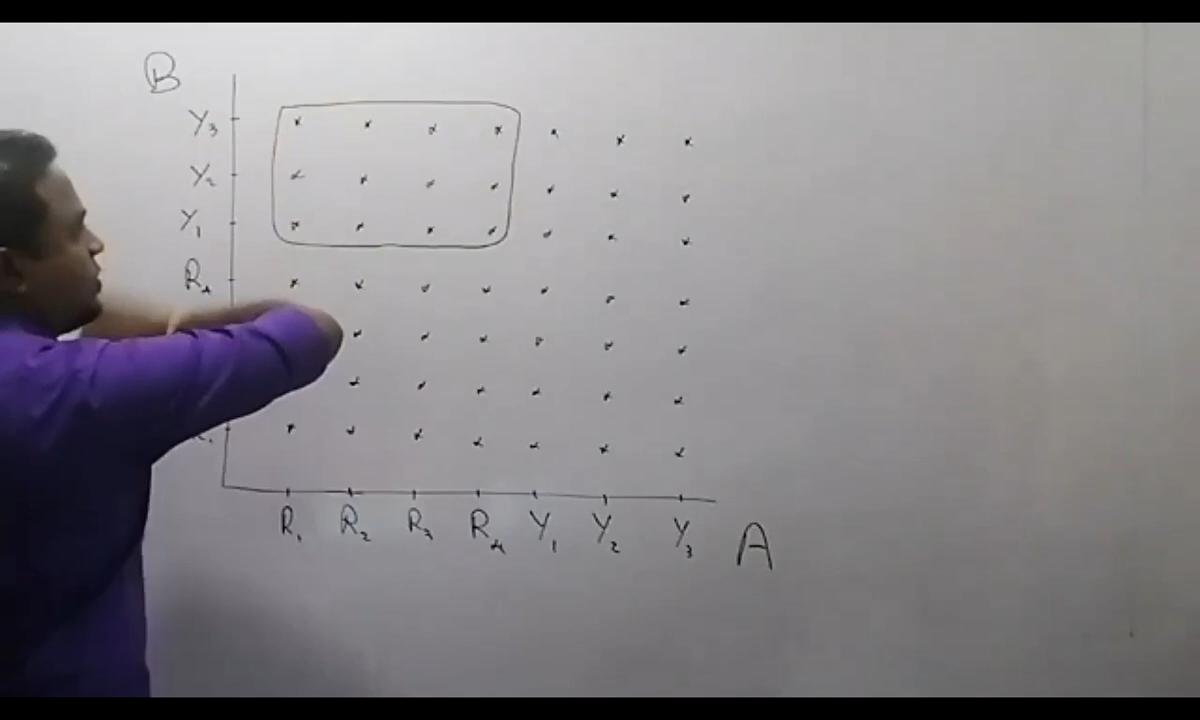 B
Y₃
Y₂
Y₁
R₄
R₁ R₂ R₃ R₄ Y₁ Y₂ Y₃ A